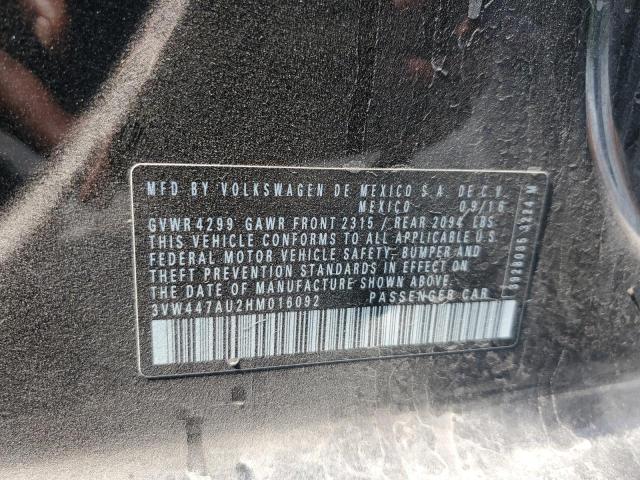 MFD BY VOLKSWAGEN DE MEXICO S.A. DE C.V.
MEXICO 09/16
GVWR 4299 GAWR FRONT 2315 / REAR 2094 LBS
THIS VEHICLE CONFORMS TO ALL APPLICABLE U.S.
FEDERAL MOTOR VEHICLE SAFETY, BUMPER AND
THEFT PREVENTION STANDARDS IN EFFECT ON
THE DATE OF MANUFACTURE SHOWN ABOVE.
3VW447AU2HM016092 PASSENGER CAR